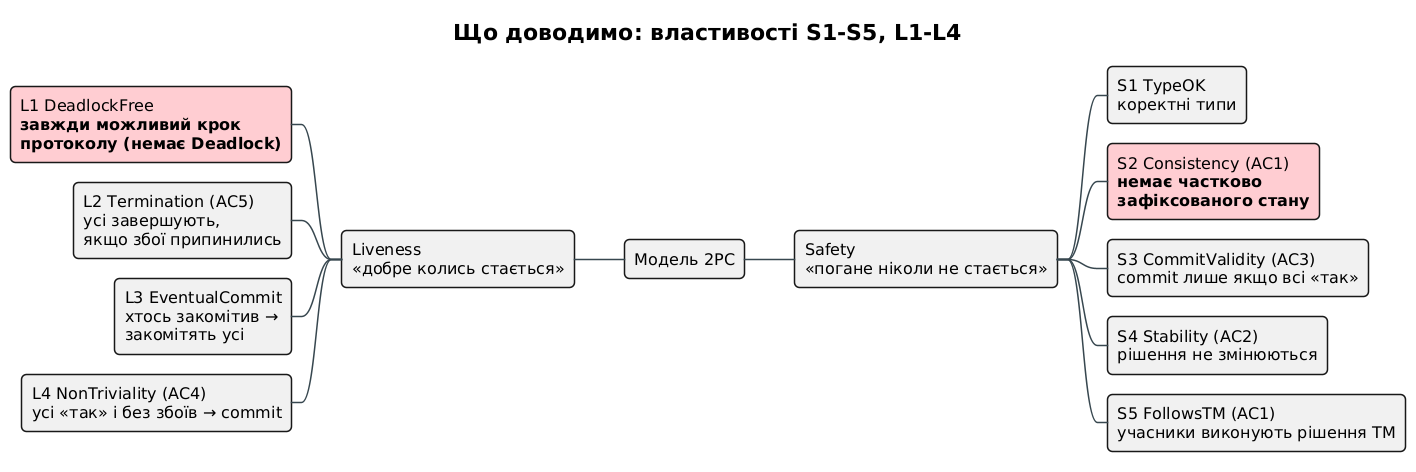 Що доводимо: властивості S1-S5, L1-L4
L1 DeadlockFree
завжди можливий крок
протоколу (немає Deadlock)
L2 Termination (AC5)
усі завершують,
якщо збої припинились
L3 EventualCommit
хтось закомітив →
закомітять усі
L4 NonTriviality (AC4)
усі «так» і без збоїв → commit
Liveness
«добре колись стається»
Модель 2PC
Safety
«погане ніколи не стається»
S1 TypeOK
коректні типи
S2 Consistency (AC1)
немає частково
зафіксованого стану
S3 CommitValidity (AC3)
commit лише якщо всі «так»
S4 Stability (AC2)
рішення не змінюються
S5 FollowsTM (AC1)
учасники виконують рішення TM